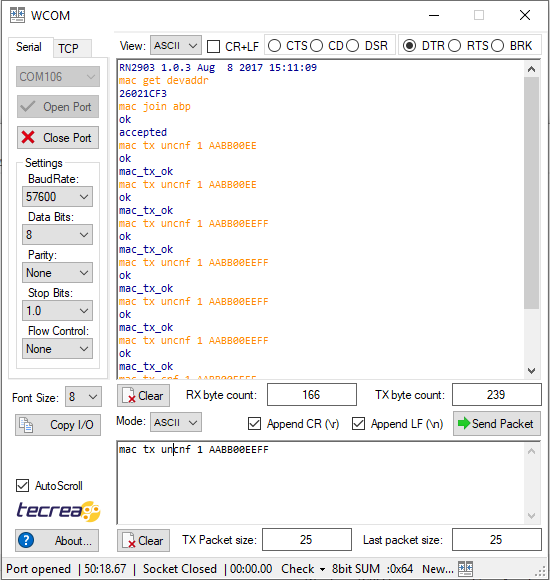 WCOM
Serial TCP
View: ASCII CR+LF CTS CD DSR DTR RTS BRK
COM106
Open Port
Close Port
Settings
BaudRate:
57600
Data Bits:
8
Parity:
None
Stop Bits:
1.0
Flow Control:
None
RN2903 1.0.3 Aug  8 2017 15:11:09
mac get devaddr
26021CF3
mac join abp
ok
accepted
mac tx uncnf 1 AABB00EE
ok
mac_tx_ok
mac tx uncnf 1 AABB00EE
ok
mac_tx_ok
mac tx uncnf 1 AABB00EEFF
ok
mac_tx_ok
mac tx uncnf 1 AABB00EEFF
ok
mac_tx_ok
mac tx uncnf 1 AABB00EEFF
ok
mac_tx_ok
mac tx uncnf 1 AABB00EEFF
ok
mac_tx_ok
mac tx cnf 1 AABB00EEFF
Font Size: 8
Clear RX byte count: 166 TX byte count: 239
Copy I/O
Mode: ASCII Append CR (\r) Append LF (\n) Send Packet
mac tx uncnf 1 AABB00EEFF
AutoScroll
tecrea
About...
Clear TX Packet size: 25 Last packet size: 25
Port opened | 50:18.67 | Socket Closed | 00:00.00 Check 8bit SUM :0x64 New...